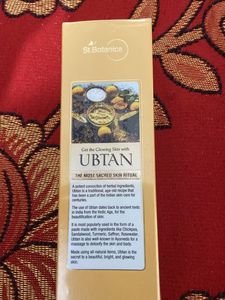 St.Botanica
Get the Glowing Skin with
UBTAN
THE MOST SACRED SKIN RITUAL
A potent concoction of herbal ingredients,
Ubtan is a traditional, age-old recipe that
has been a part of the Indian skin care for
centuries.
The use of Ubtan dates back to ancient texts
in India from the Vedic Age, for the
beautification of skin.
It is most popularly used in the form of a
paste made with ingredients like Chickpea,
Sandalwood, Turmeric, Saffron, Rosewater.
Ubtan is also well-known in Ayurveda for a
massage to detoxify the skin and body.
Made using all-natural items, Ubtan is the
secret to a beautiful, bright, and glowing
skin.